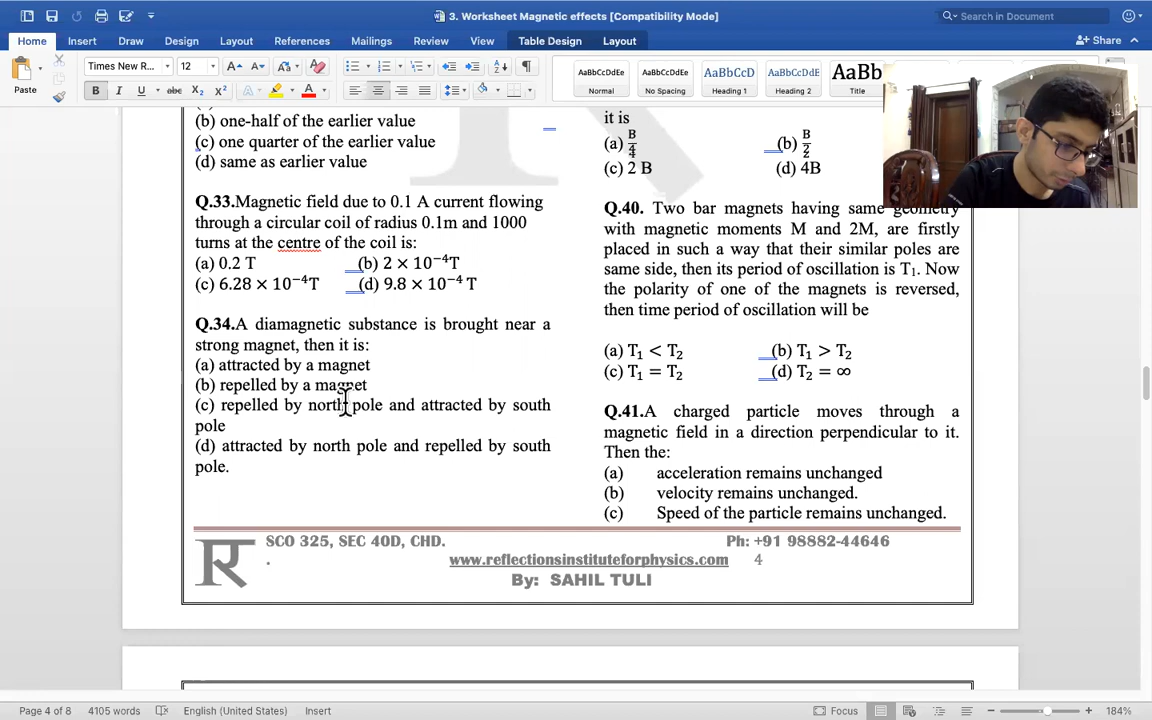 3. Worksheet Magnetic effects [Compatibility Mode]
Search in Document
Home Insert Draw Design Layout References Mailings Review View Table Design Layout
Share
Paste
Times New R... 12
B I U abc X2 X2
AaBbCcDdEe AaBbCcDdEe AaBbCcDc AaBbCcDdEe AaBb
Normal No Spacing Heading 1 Heading 2 Title
(b) one-half of the earlier value
(c) one quarter of the earlier value
(d) same as earlier value
Q.33.Magnetic field due to 0.1 A current flowing
through a circular coil of radius 0.1m and 1000
turns at the centre of the coil is:
(a) 0.2 T (b) 2 × 10⁻⁴T
(c) 6.28 × 10⁻⁴T (d) 9.8 × 10⁻⁴ T
Q.34.A diamagnetic substance is brought near a
strong magnet, then it is:
(a) attracted by a magnet
(b) repelled by a magnet
(c) repelled by north pole and attracted by south
pole
(d) attracted by north pole and repelled by south
pole.
it is
(a) B/4 (b) B/2
(c) 2 B (d) 4B
Q.40. Two bar magnets having same geometry
with magnetic moments M and 2M, are firstly
placed in such a way that their similar poles are
same side, then its period of oscillation is T₁. Now
the polarity of one of the magnets is reversed,
then time period of oscillation will be
(a) T₁ < T₂ (b) T₁ > T₂
(c) T₁ = T₂ (d) T₂ = ∞
Q.41.A charged particle moves through a
magnetic field in a direction perpendicular to it.
Then the:
(a) acceleration remains unchanged
(b) velocity remains unchanged.
(c) Speed of the particle remains unchanged.
SCO 325, SEC 40D, CHD. Ph: +91 98882-44646
.
www.reflectionsinstituteforphysics.com 4
By: SAHIL TULI
Page 4 of 8 4105 words English (United States) Insert Focus 184%